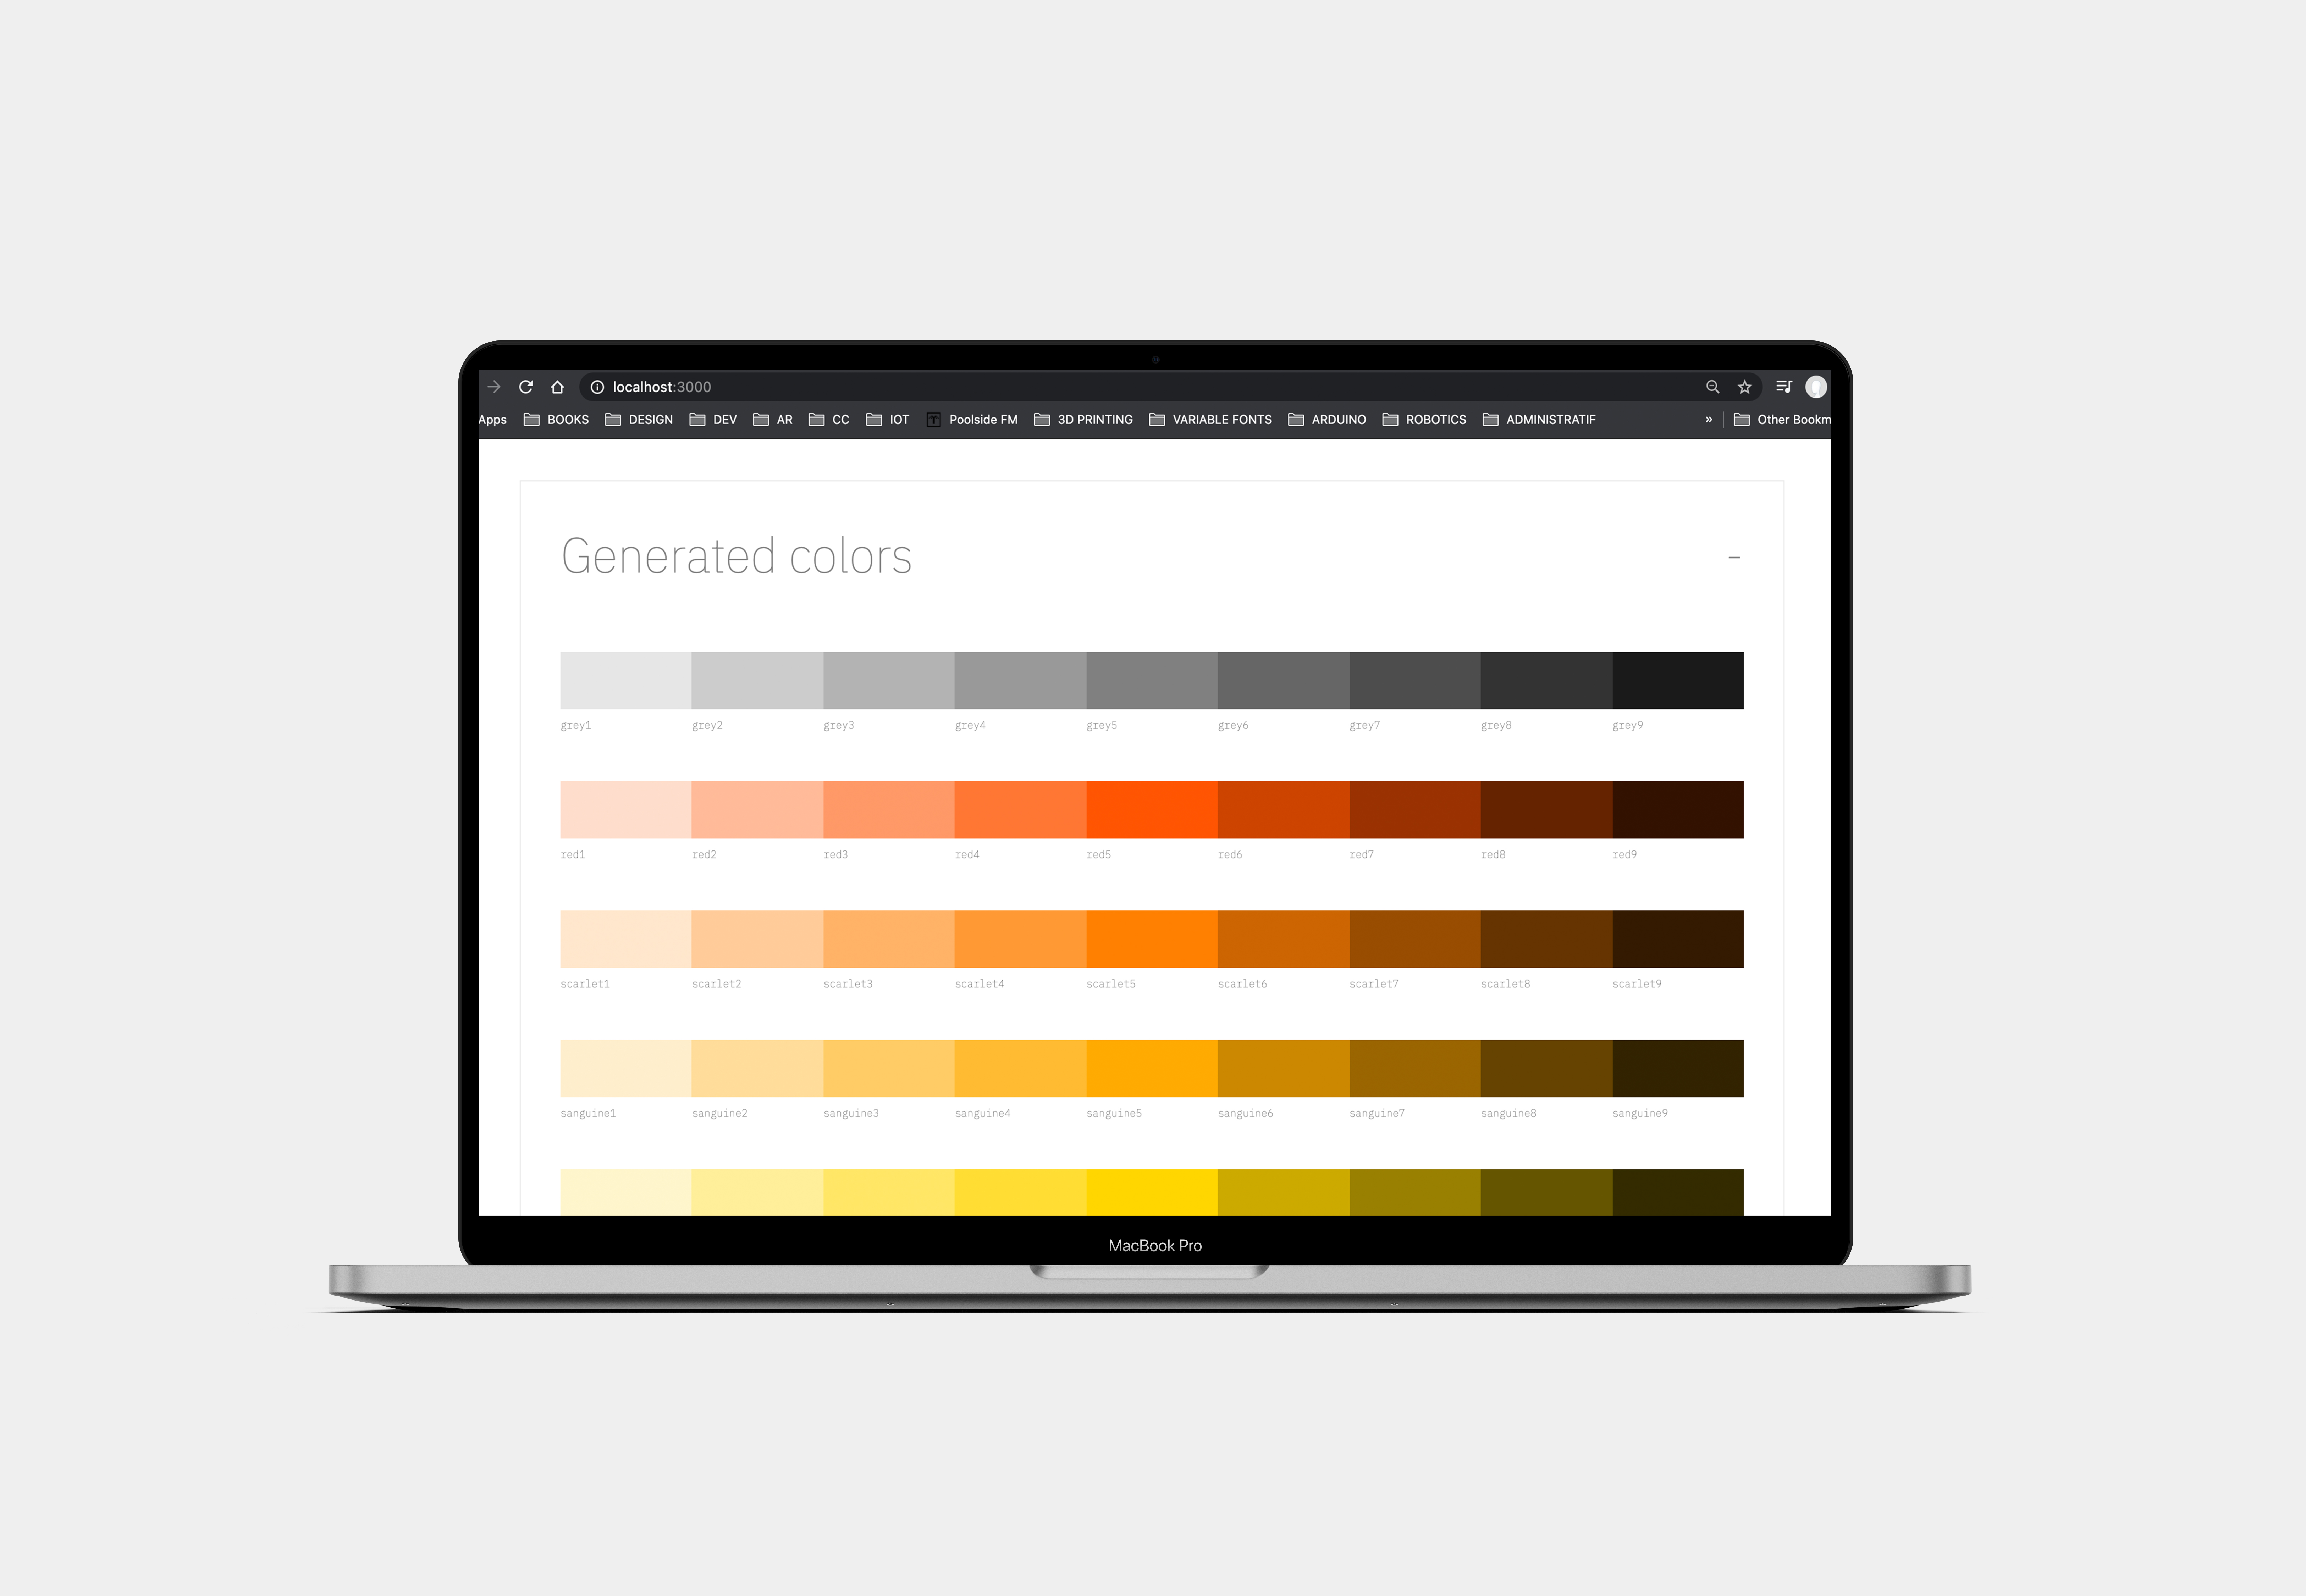 localhost:3000
Apps BOOKS DESIGN DEV AR CC IOT Poolside FM 3D PRINTING VARIABLE FONTS ARDUINO ROBOTICS ADMINISTRATIF » Other Bookm
Generated colors
grey1 grey2 grey3 grey4 grey5 grey6 grey7 grey8 grey9
red1 red2 red3 red4 red5 red6 red7 red8 red9
scarlet1 scarlet2 scarlet3 scarlet4 scarlet5 scarlet6 scarlet7 scarlet8 scarlet9
sanguine1 sanguine2 sanguine3 sanguine4 sanguine5 sanguine6 sanguine7 sanguine8 sanguine9
MacBook Pro